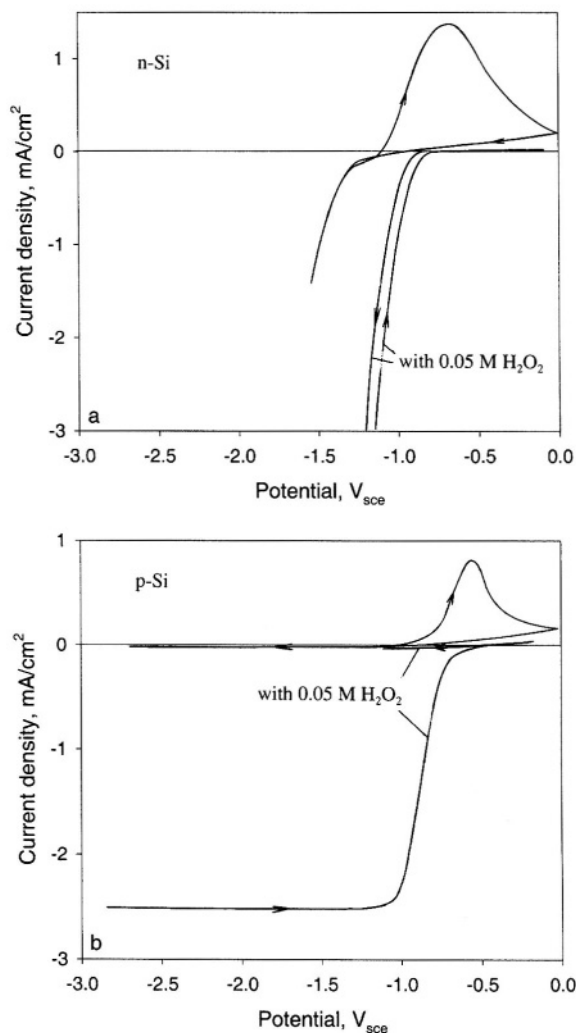 1
n-Si
0
Current density, mA/cm²
-1
with 0.05 M H₂O₂
-2
a
-3
-3.0 -2.5 -2.0 -1.5 -1.0 -0.5 0.0
Potential, Vsce
1
p-Si
0
with 0.05 M H₂O₂
Current density, mA/cm²
-1
-2
b
-3
-3.0 -2.5 -2.0 -1.5 -1.0 -0.5 0.0
Potential, Vsce